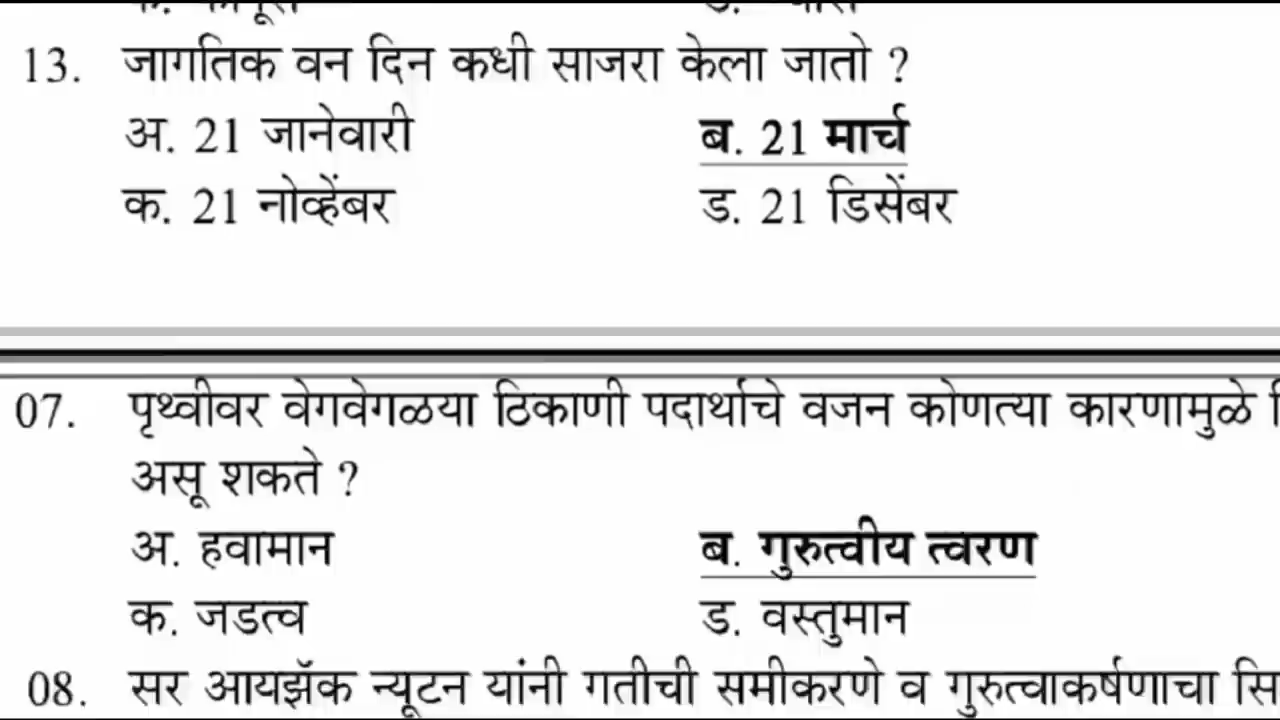 13. जागतिक वन दिन कधी साजरा केला जातो ?
अ. 21 जानेवारी ब. 21 मार्च
क. 21 नोव्हेंबर ड. 21 डिसेंबर
07. पृथ्वीवर वेगवेगळया ठिकाणी पदार्थाचे वजन कोणत्या कारणामुळे
असू शकते ?
अ. हवामान ब. गुरुत्वीय त्वरण
क. जडत्व ड. वस्तुमान
08. सर आयझॅक न्यूटन यांनी गतीची समीकरणे व गुरुत्वाकर्षणाचा